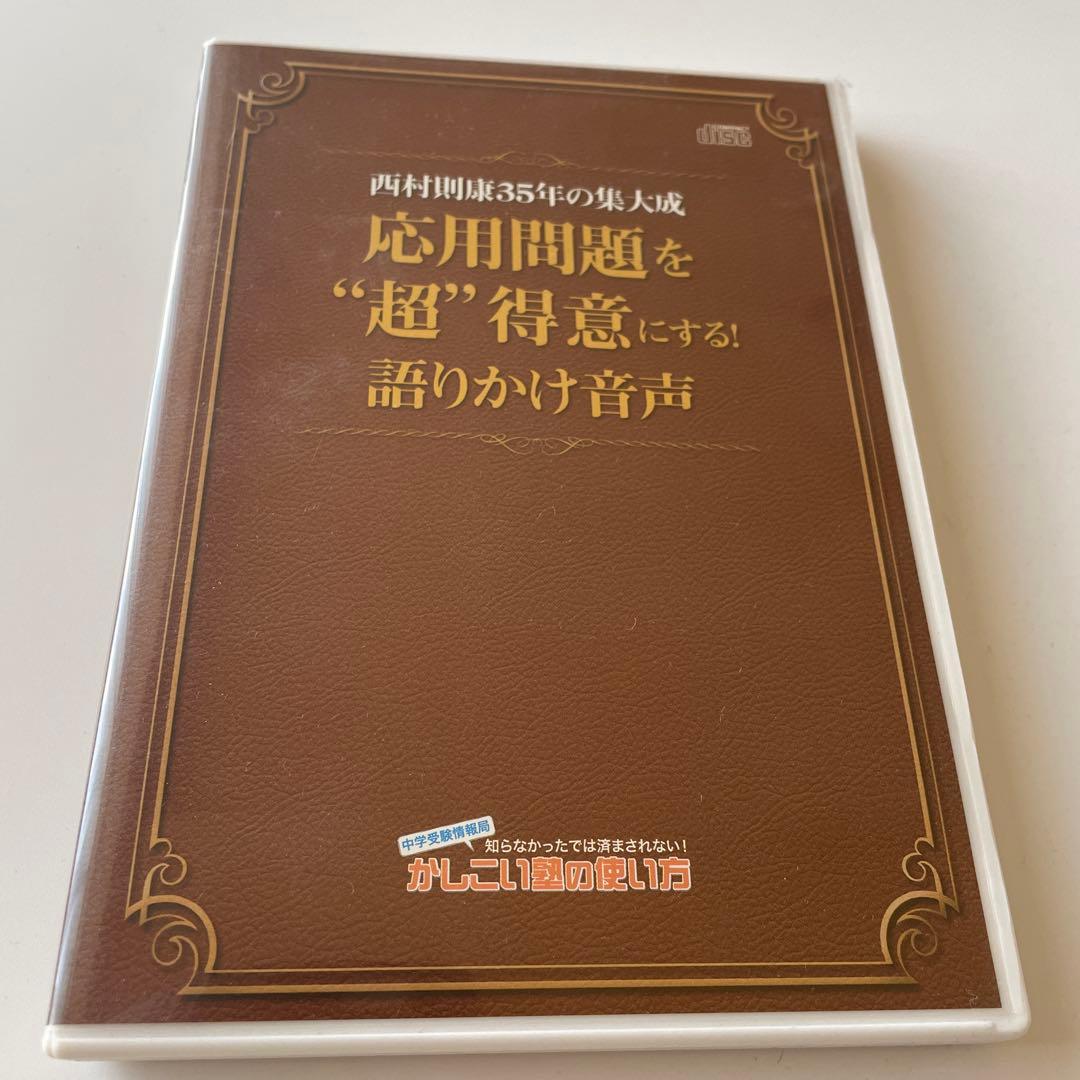 disc
西村則康35年の集大成
応用問題を
“超”得意にする!
語りかけ音声
中学受験情報局
知らなかったでは済まされない!
かしこい塾の使い方